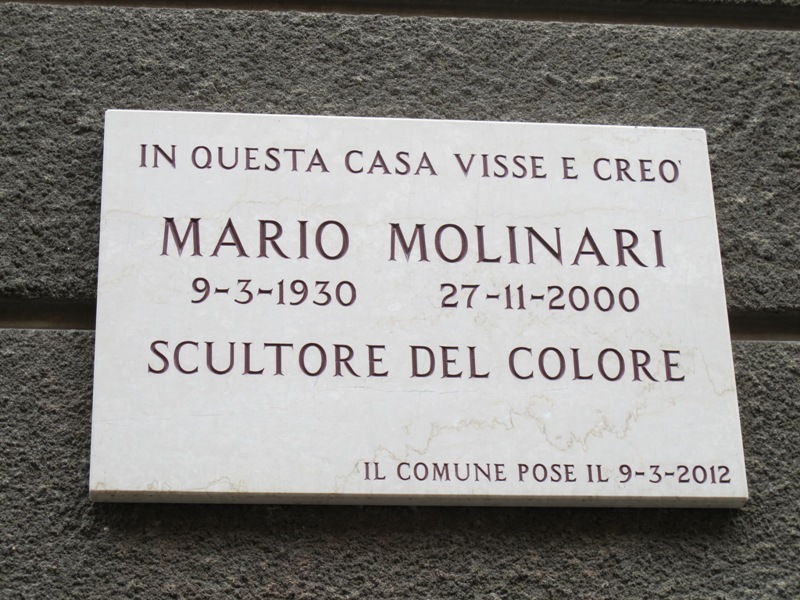 IN QUESTA CASA VISSE E CREO'
MARIO MOLINARI
9-3-1930 27-11-2000
SCULTORE DEL COLORE
IL COMUNE POSE IL 9-3-2012